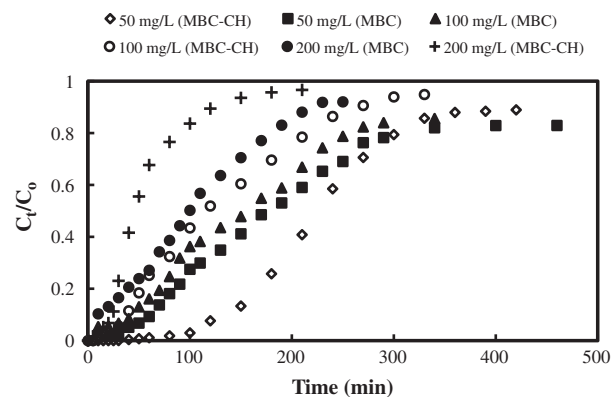 50 mg/L (MBC-CH) 50 mg/L (MBC) 100 mg/L (MBC)
100 mg/L (MBC-CH) 200 mg/L (MBC) 200 mg/L (MBC-CH)
1
0.8
0.6
0.4
0.2
0
Ct/Co
0 100 200 300 400 500
Time (min)